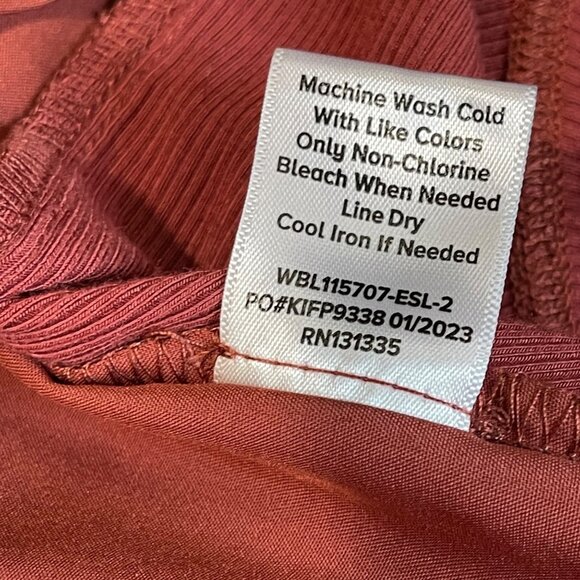 Machine Wash Cold
With Like Colors
Only Non-Chlorine
Bleach When Needed
Line Dry
Cool Iron If Needed
WBL115707-ESL-2
PO#KIFP9338 01/2023
RN131335